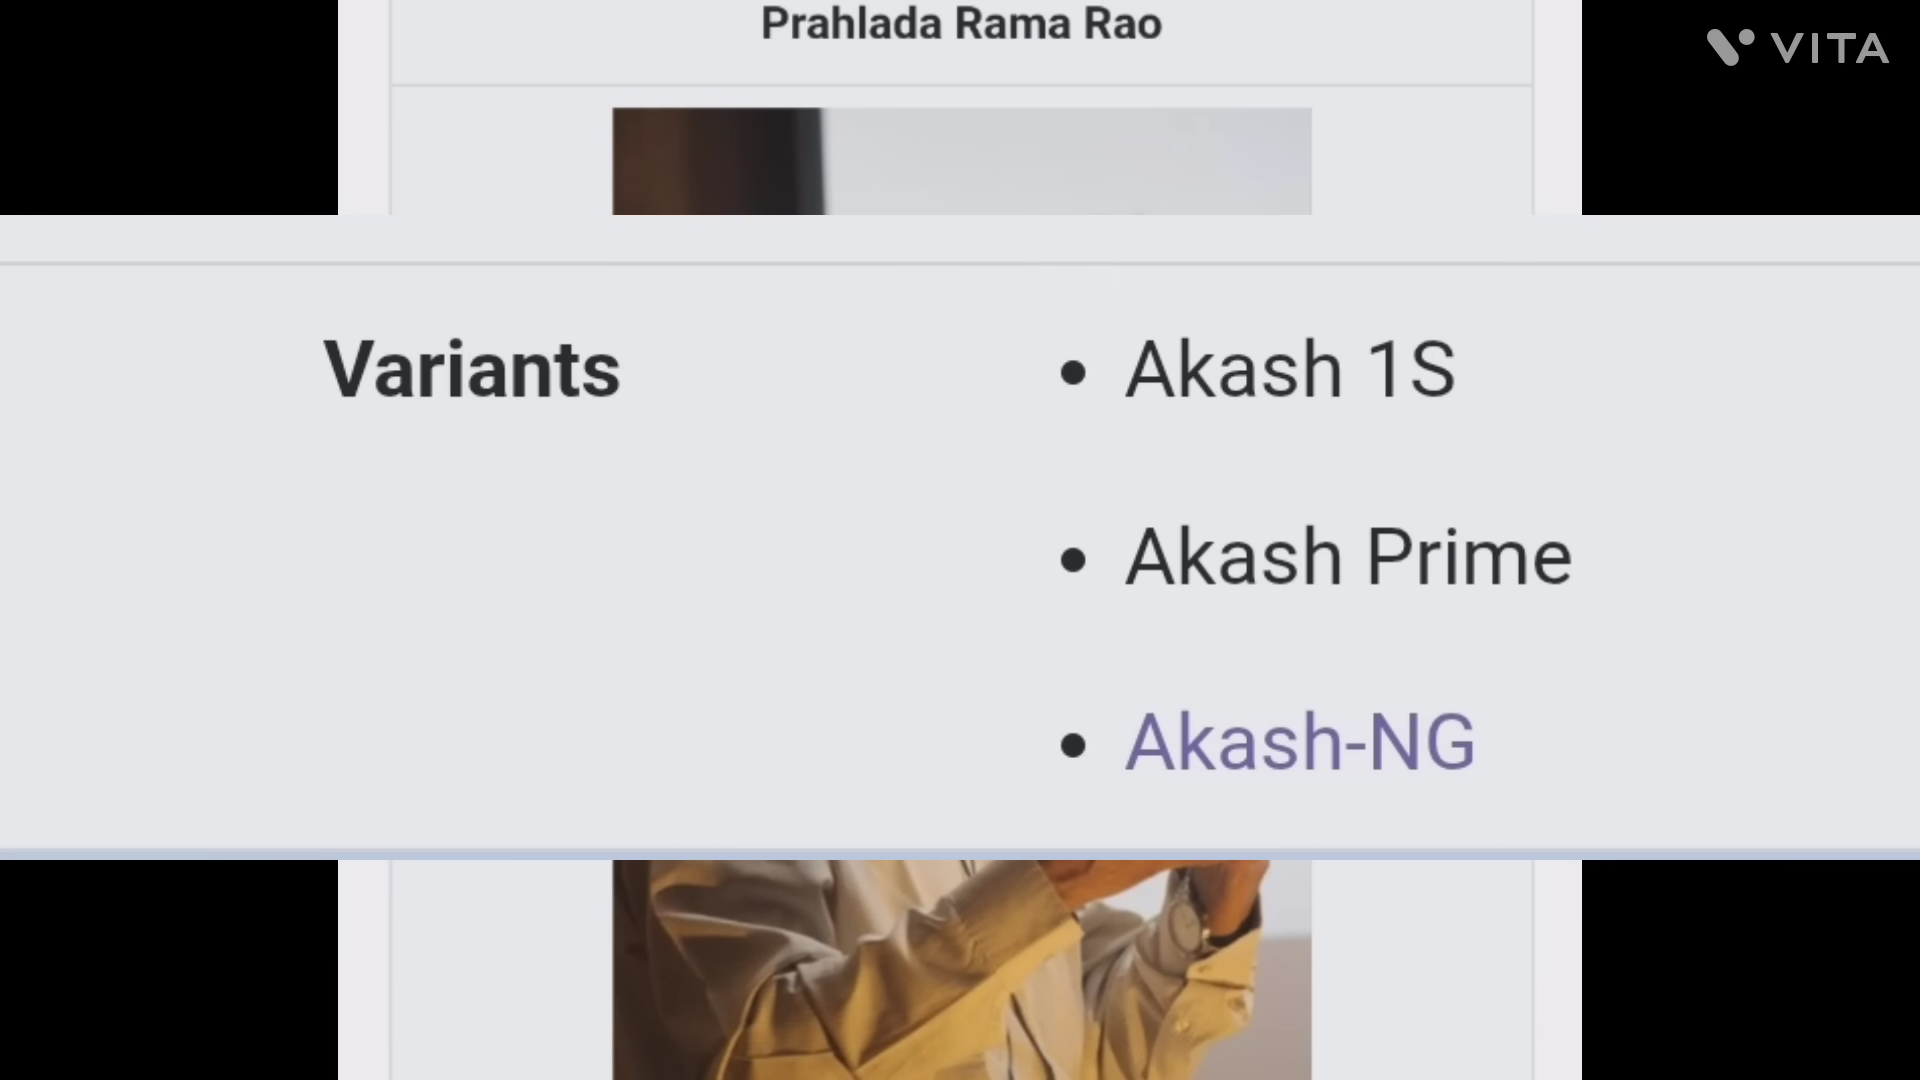 Prahlada Rama Rao
VITA
Variants
• Akash 1S
• Akash Prime
• Akash-NG